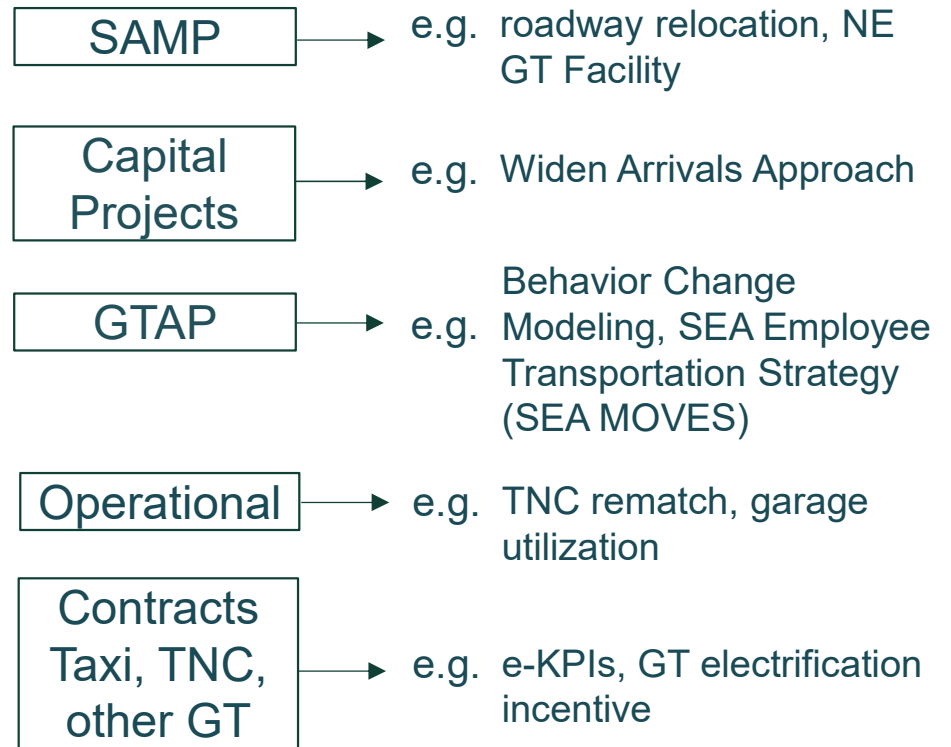 SAMP
e.g. roadway relocation, NE
GT Facility
Capital
Projects
e.g. Widen Arrivals Approach
GTAP
e.g. Behavior Change
Modeling, SEA Employee
Transportation Strategy
(SEA MOVES)
Operational
e.g. TNC rematch, garage
utilization
Contracts
Taxi, TNC,
other GT
e.g. e-KPIs, GT electrification
incentive